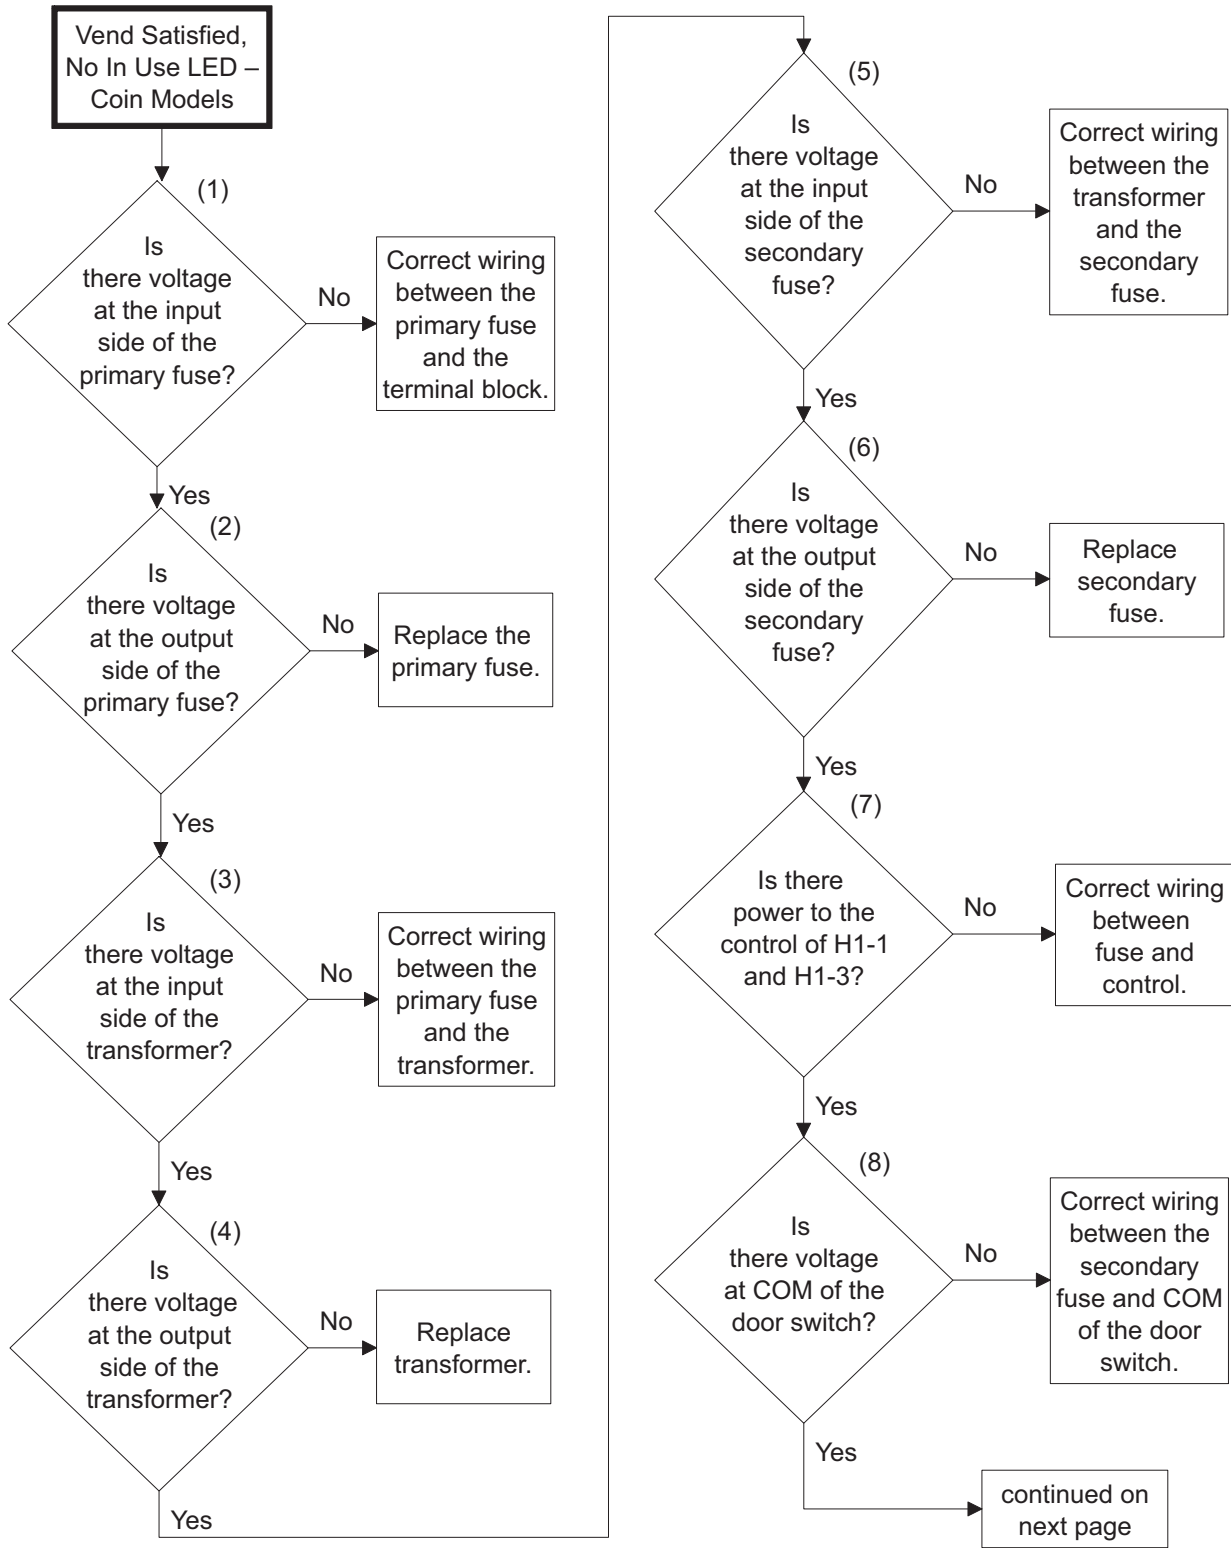 Vend Satisfied,
No In Use LED –
Coin Models
(1)
Is
there voltage
at the input
side of the
primary fuse?
No
Correct wiring
between the
primary fuse
and the
terminal block.
Yes
(2)
Is
there voltage
at the output
side of the
primary fuse?
No
Replace the
primary fuse.
Yes
(3)
Is
there voltage
at the input
side of the
transformer?
No
Correct wiring
between the
primary fuse
and the
transformer.
Yes
(4)
Is
there voltage
at the output
side of the
transformer?
No
Replace
transformer.
Yes
(5)
Is
there voltage
at the input
side of the
secondary
fuse?
No
Correct wiring
between the
transformer
and the
secondary
fuse.
Yes
(6)
Is
there voltage
at the output
side of the
secondary
fuse?
No
Replace
secondary
fuse.
Yes
(7)
Is there
power to the
control of H1-1
and H1-3?
No
Correct wiring
between
fuse and
control.
Yes
(8)
Is
there voltage
at COM of the
door switch?
No
Correct wiring
between the
secondary
fuse and COM
of the door
switch.
Yes
continued on
next page